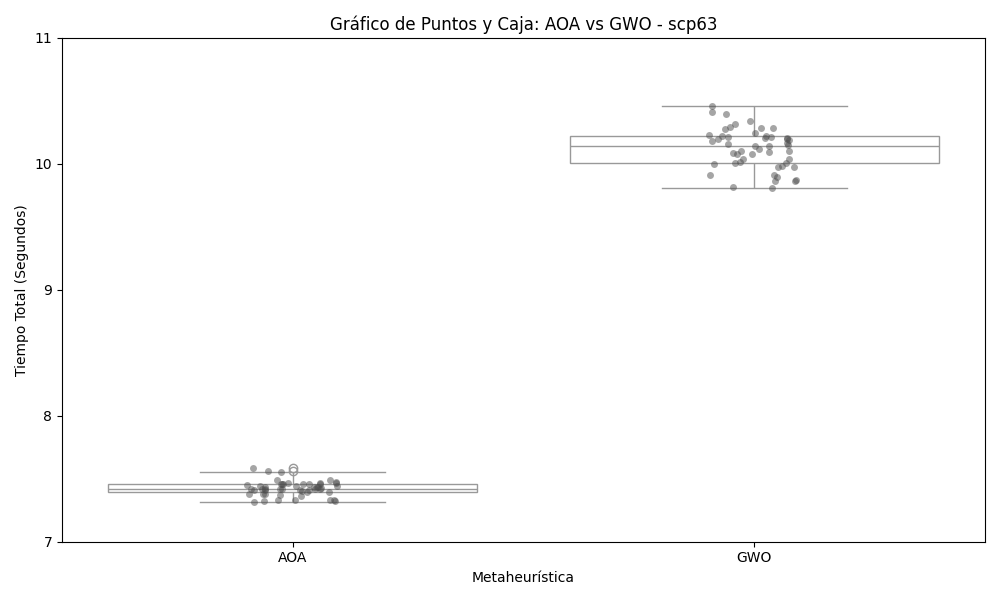 Gráfico de Puntos y Caja: AOA vs GWO - scp63
11
10
9
8
7
Tiempo Total (Segundos)
AOA
GWO
Metaheurística